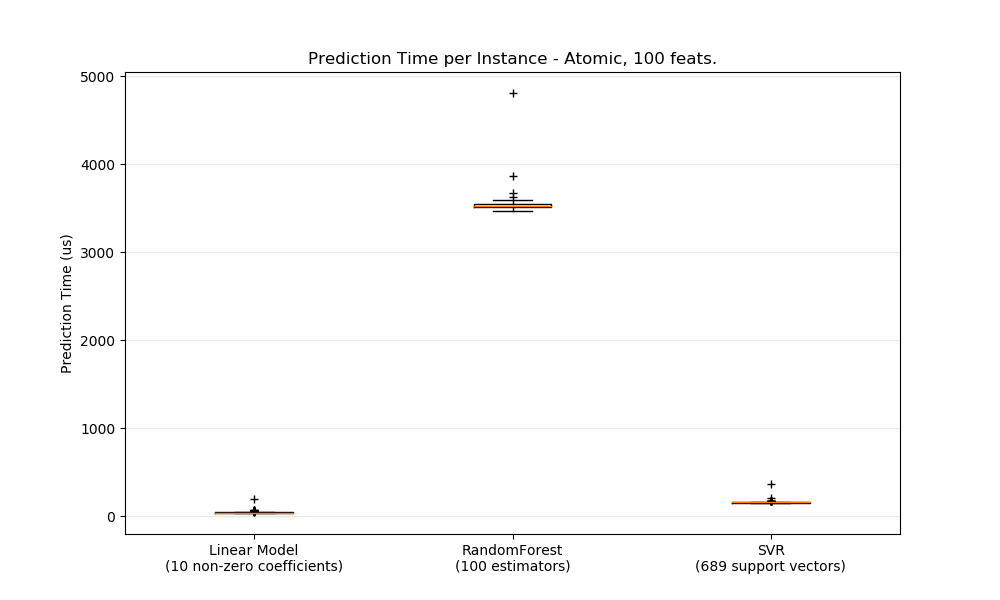 Prediction Time per Instance - Atomic, 100 feats.
5000
4000
3000
2000
1000
0
Prediction Time (us)
Linear Model
(10 non-zero coefficients)
RandomForest
(100 estimators)
SVR
(689 support vectors)